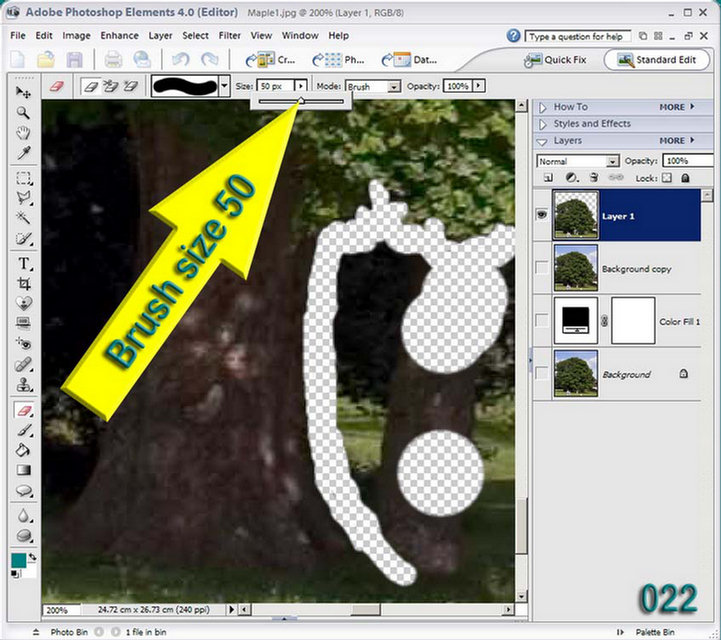 Adobe Photoshop Elements 4.0 (Editor)   Maple1.jpg @ 200% (Layer 1, RGB/8)
File Edit Image Enhance Layer Select Filter View Window Help
Type a question for help
Cr... Ph... Dat...
Quick Fix
Standard Edit
Size: 50 px Mode: Brush Opacity: 100%
How To MORE
Styles and Effects
Layers MORE
Normal Opacity: 100%
Lock:
Layer 1
Background copy
Color Fill 1
Background
Brush size 50
T
022
200% 24.72 cm x 26.73 cm (240 ppi)
Photo Bin 1 file in bin Palette Bin